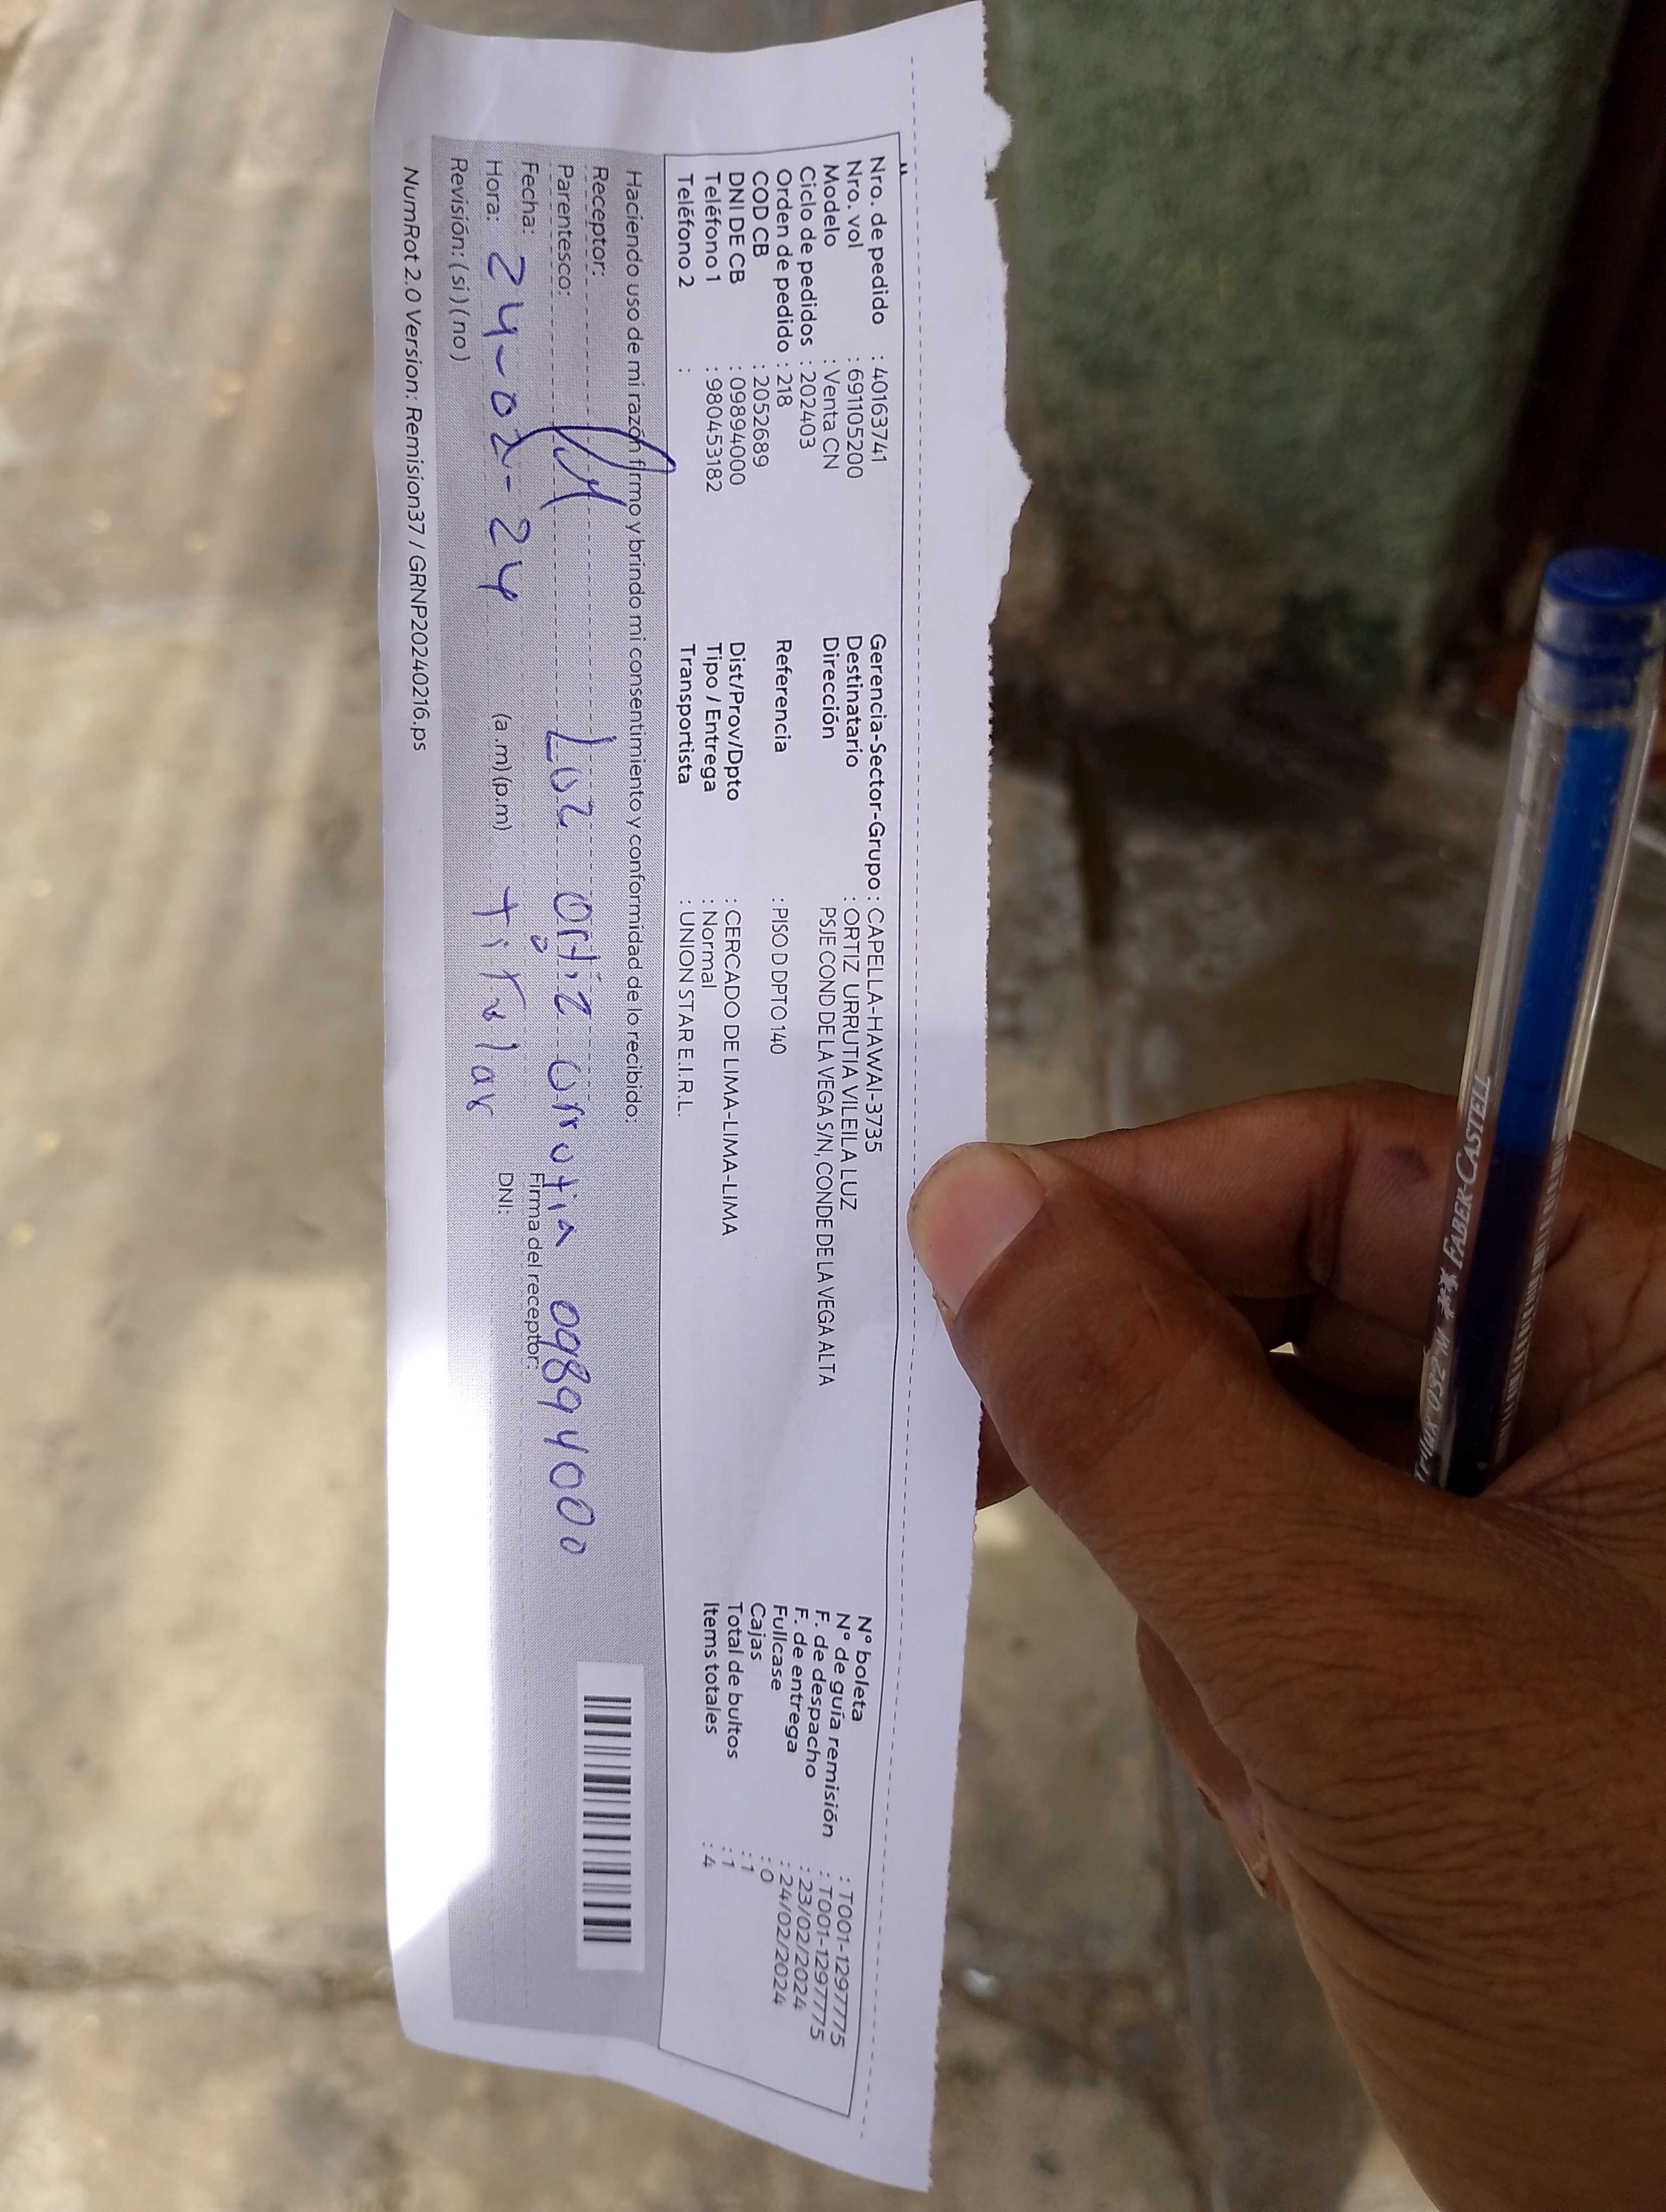 Nro. de pedido : 40163741
Nro. vol : 691105200
Modelo : Venta CN
Ciclo de pedidos : 202403
Orden de pedido : 218
COD CB : 2052689
DNI DE CB : 09894000
Teléfono 1 : 980453182
Teléfono 2 :
Gerencia-Sector-Grupo : CAPELLA-HAWAI-3735
Destinatario : ORTIZ URRUTIA VILEILA LUZ
Dirección PSJE COND DE LA VEGA S/N, CONDE DE LA VEGA ALTA
Referencia : PISO D DPTO 140
Dist/Prov/Dpto : CERCADO DE LIMA-LIMA-LIMA
Tipo / Entrega : Normal
Transportista : UNION STAR E.I.R.L.
N° boleta : T001-1297775
N° de guía remisión : T001-1297775
F. de despacho : 23/02/2024
F. de entrega : 24/02/2024
Fullcase : 0
Cajas : 1
Total de bultos : 1
Items totales : 4
Haciendo uso de mi razón firmo y brindo mi consentimiento y conformidad de lo recibido:
Receptor:
Parentesco: Luz Ortiz Urrutia 09894000
Fecha: Firma del receptor:
Hora: 24-02-24 (a.m) (p.m) titular DNI:
Revisión: (si) (no)
NumRot 2.0 Version: Remision37 / GRNP20240216.ps
FABER-CASTELL
Trilux 032 M